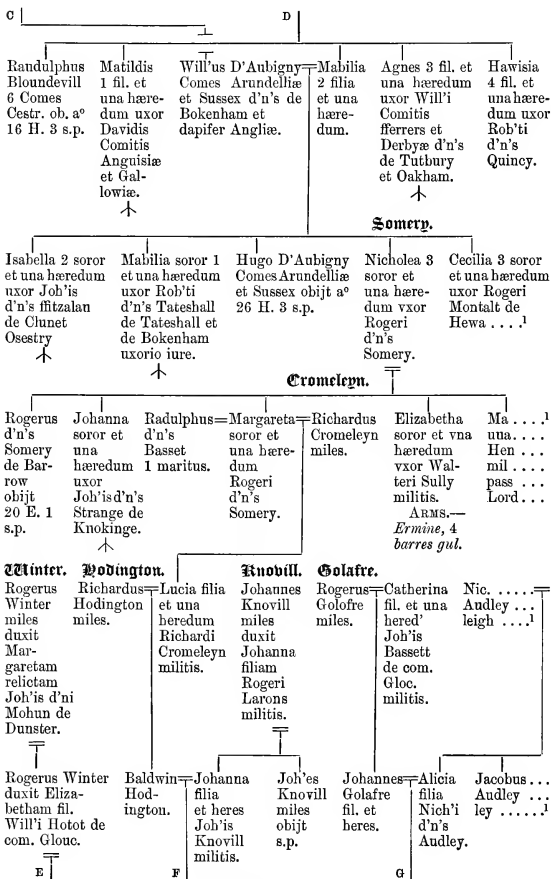 C
D
Raudulphus
Bloundevill
6 Comes
Cestr. ob. aº
16 H. 3 s.p.
Matildis
1 fil. et
una hære-
dum uxor
Davidis
Comitis
Anguisiæ
et Gal-
lowiæ.
Will'us D'Aubigny
Comes Arundelliæ
et Sussex d'n's de
Bokenham et
dapifer Angliæ.
Mabilia
2 filia
et una
hære-
dum.
Agnes 3 fil. et
una hæredum
uxor Will'i
Comitis
fferrers et
Derbyæ d'n's
de Tutbury
et Oakham.
Hawisia
4 fil. et
una hære-
dum uxor
Rob'ti
d'n's
Quincy.
Somery.
Isabella 2 soror
et una hæredum
uxor Joh'is
d'n's ffitzalan
de Clunet
Osestry
Mabilia soror 1
et una hæredum
uxor Rob'ti
d'n's Tateshall
de Tateshall et
de Bokenham
uxorio iure.
Hugo D'Aubigny
Comes Arundelliæ
et Sussex obijt aº
26 H. 3 s.p.
Nicholea 3
soror et
una hære-
dum vxor
Rogeri
d'n's
Somery.
Cecilia 3 soror
et una hæredum
uxor Rogeri
Montalt de
Hewa . . . .¹
Cromeleyn.
Rogerus
d'n's
Somery
de Bar-
row
obijt
20 E. 1
s.p.
Johanna
soror et
una
hæredum
uxor
Joh'is d'n's
Strange de
Knokinge.
Radulphus
d'n's
Basset
1 maritus.
Margareta
soror et
una hære-
dum
Rogeri
d'n's
Somery.
Richardus
Cromeleyn
miles.
Elizabetha
soror et vna
hæredum
vxor Wal-
teri Sully
militis.
ARMS.—
Ermine, 4
barres gul.
Ma . . . .¹
una. . . .
Hen . . .
mil . . . .
pass . . .
Lord. . .
Winter.
Hodington.
Knovill.
Golafre.
Rogerus
Winter
miles
duxit
Mar-
garetam
relictam
Joh'is d'ni
Mohun de
Dunster.
Richardus
Hodington
miles.
Lucia filia
et una
heredum
Richardi
Cromeleyn
militis.
Johannes
Knovill
miles
duxit
Johanna
filiam
Rogeri
Larons
militis.
Rogerus
Golofre
miles.
Catherina
fil. et una
hered'
Joh'is
Bassett
de com.
Gloc.
militis.
Nic. . . . . .
Audley . . .
leigh . . . .¹
Rogerus Winter
duxit Eliza-
betham fil.
Will'i Hotot de
com. Glouc.
Baldwin
Hod-
ington.
Johanna
filia
et heres
Joh'is
Knovill
militis.
Joh'es
Knovill
miles
obijt
s.p.
Johannes
Golafre
fil. et
heres.
Alicia
filia
Nich'i
d'n's
Audley.
Jacobus . . .
Audley . . .
ley . . . . . .¹
E
F
G